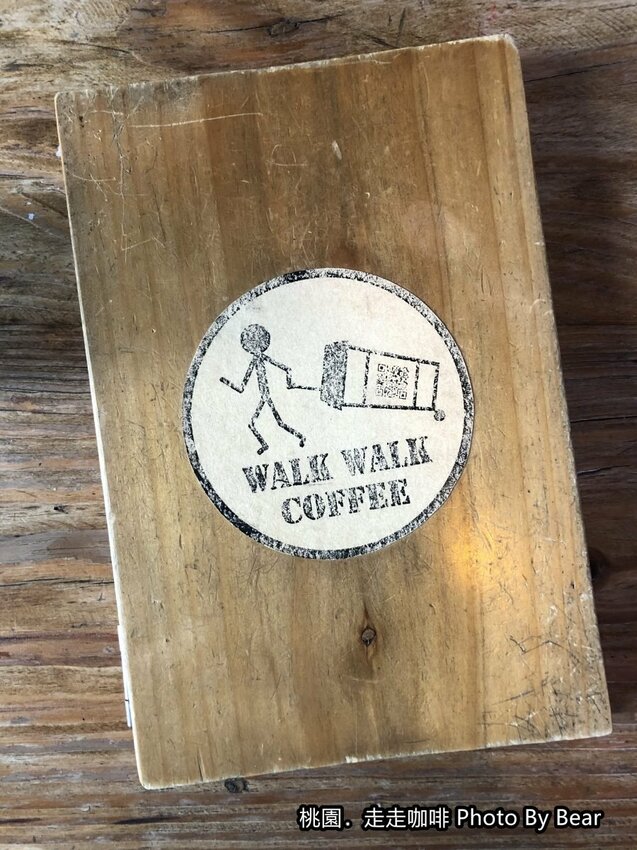 WALK WALK
COFFEE
桃園．走走咖啡 Photo By Bear